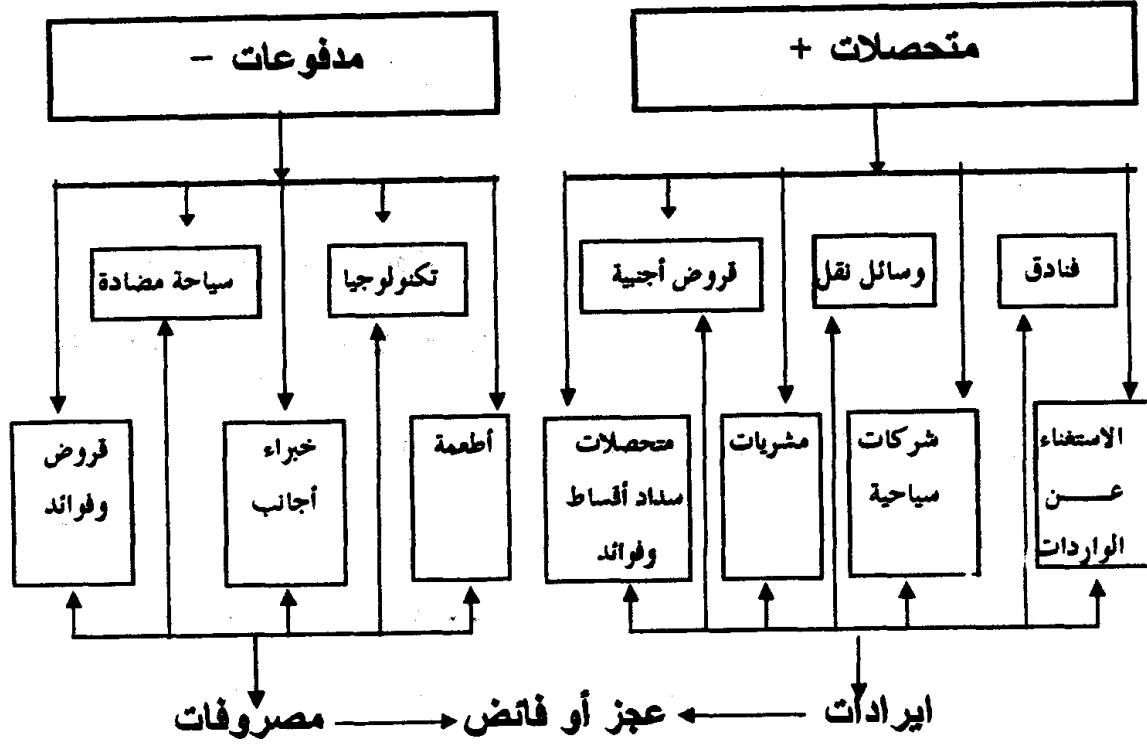 متحصلات +
مدفوعات -
فنادق
وسائل نقل
قروض أجنبية
تكنولوجيا
سياحة مضادة
الاستغناء
عن
الواردات
شركات
سياحية
مشريات
متحصلات
سداد أقساط
وفوائد
أطعمة
خبراء
أجانب
قروض
وفوائد
ايرادات
عجز أو فائض
مصروفات